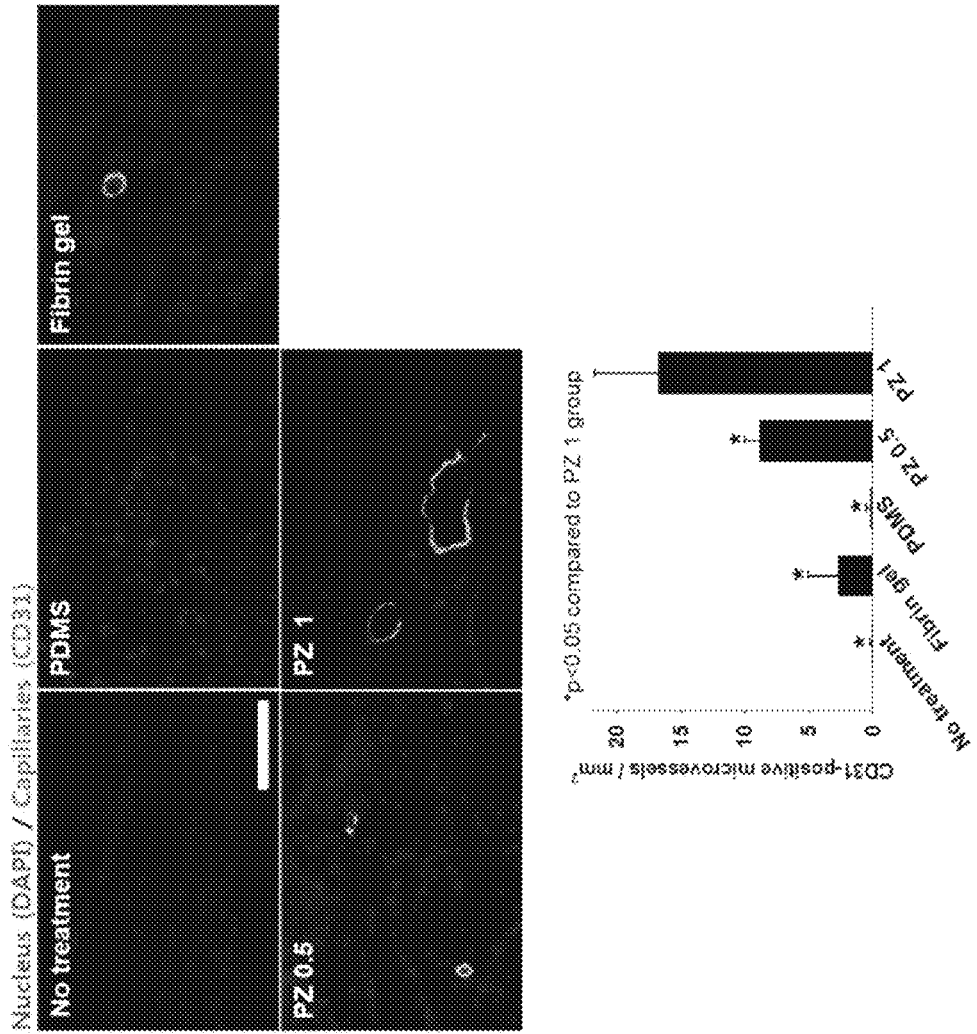 Nucleus (DAPI) / Capillaries (CD31)
No treatment
PDMS
Fibrin gel
PZ 0.5
PZ 1
*p<0.05 compared to PZ 1 group
CD31-positive microvessels / mm²
20
15
10
5
0
* * * *
No treatment
Fibrin gel
PDMS
PZ 0.5
PZ 1